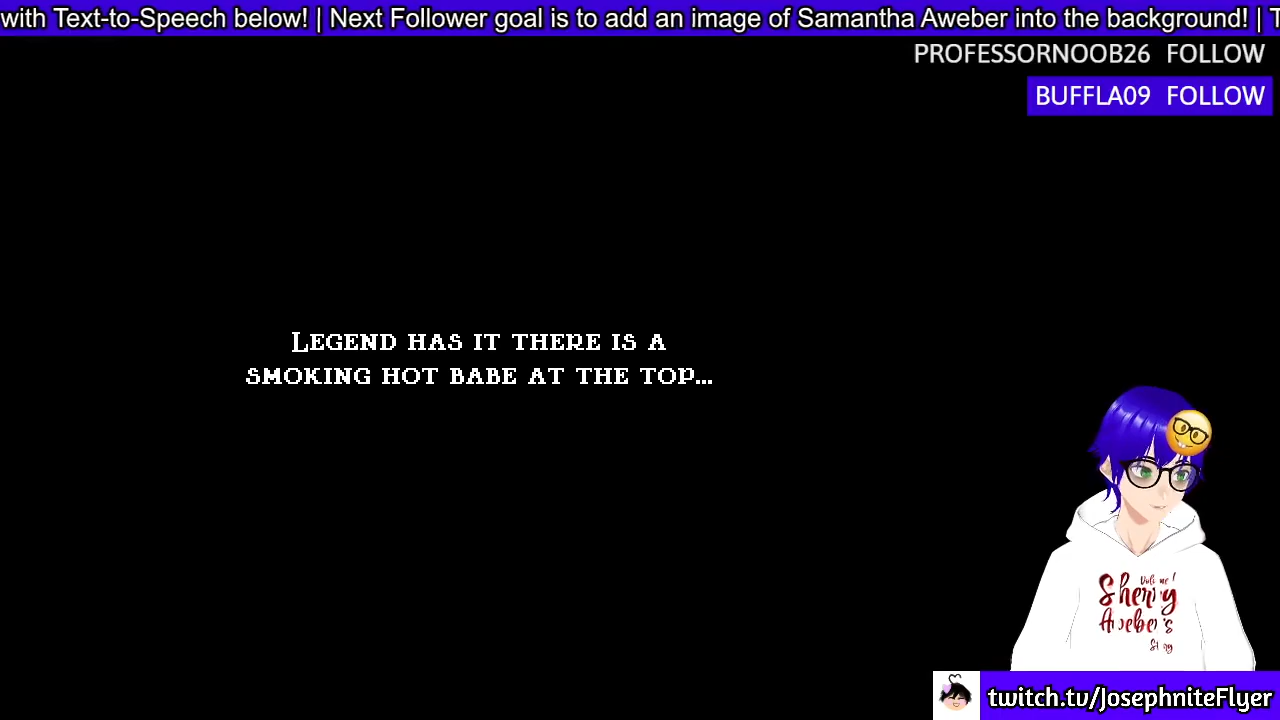 with Text-to-Speech below! | Next Follower goal is to add an image of Samantha Aweber into the background! | T
PROFESSORNOOB26 FOLLOW
BUFFLA09 FOLLOW
Legend has it there is a
smoking hot babe at the top...
Sherry
Aweber's
Story
twitch.tv/JosephniteFlyer